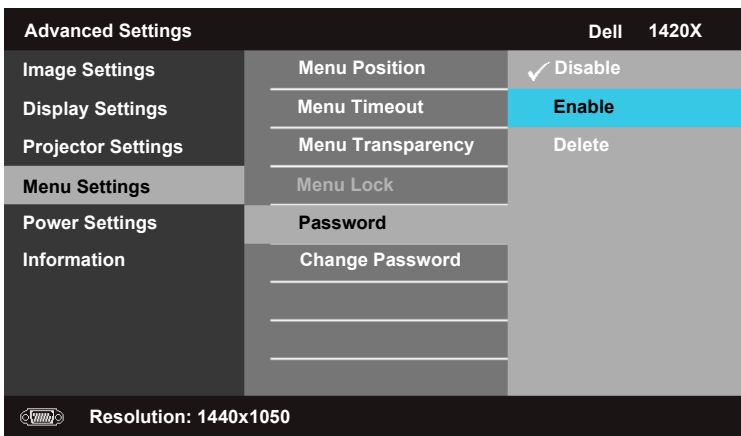 Advanced Settings Dell 1420X
Image Settings Menu Position Disable
Display Settings Menu Timeout Enable
Projector Settings Menu Transparency Delete
Menu Settings Menu Lock
Power Settings Password
Information Change Password
Resolution: 1440x1050